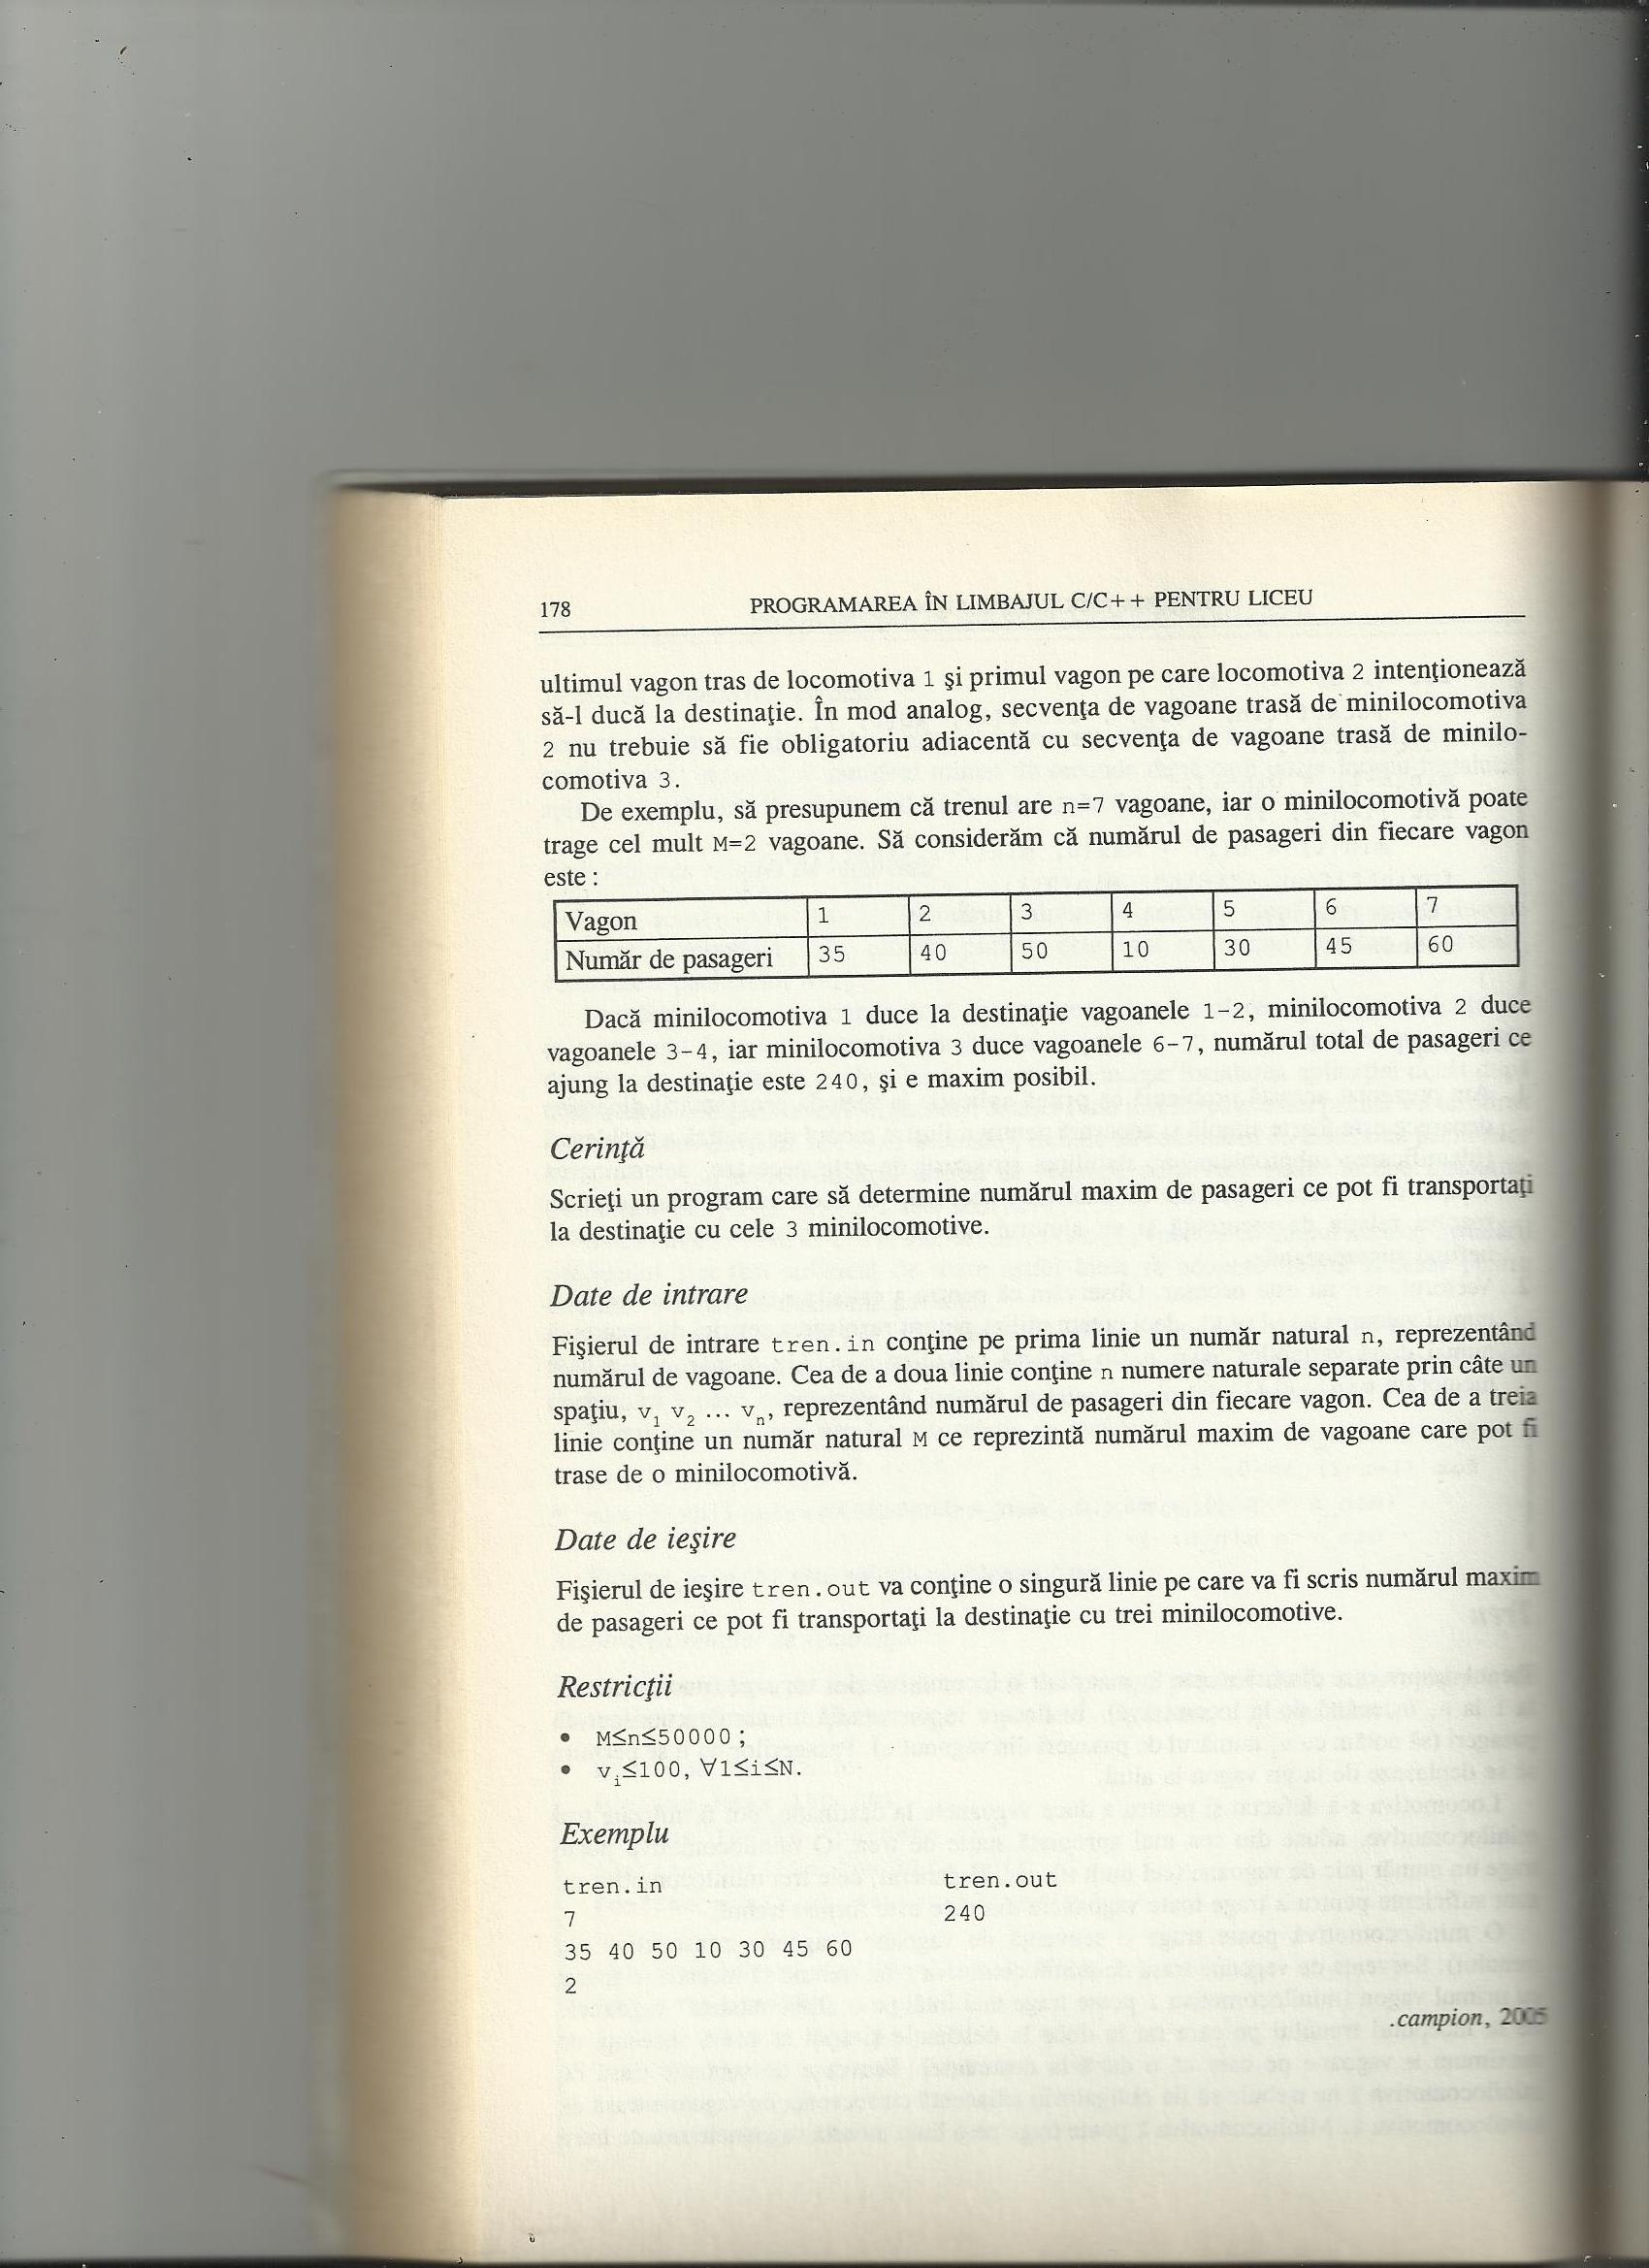 178 PROGRAMAREA ÎN LIMBAJUL C/C++ PENTRU LICEU
ultimul vagon tras de locomotiva 1 şi primul vagon pe care locomotiva 2 intenţionează
să-l ducă la destinaţie. În mod analog, secvenţa de vagoane trasă de minilocomotiva
2 nu trebuie să fie obligatoriu adiacentă cu secvenţa de vagoane trasă de minilo-
comotiva 3.
De exemplu, să presupunem că trenul are n=7 vagoane, iar o minilocomotivă poate
trage cel mult M=2 vagoane. Să considerăm că numărul de pasageri din fiecare vagon
este :
Vagon 1 2 3 4 5 6 7
Număr de pasageri 35 40 50 10 30 45 60
Dacă minilocomotiva 1 duce la destinaţie vagoanele 1-2, minilocomotiva 2 duce
vagoanele 3-4, iar minilocomotiva 3 duce vagoanele 6-7, numărul total de pasageri ce
ajung la destinaţie este 240, şi e maxim posibil.
Cerinţă
Scrieţi un program care să determine numărul maxim de pasageri ce pot fi transportaţi
la destinaţie cu cele 3 minilocomotive.
Date de intrare
Fişierul de intrare tren.in conţine pe prima linie un număr natural n, reprezentând
numărul de vagoane. Cea de a doua linie conţine n numere naturale separate prin câte un
spaţiu, v₁ v₂ ... vₙ, reprezentând numărul de pasageri din fiecare vagon. Cea de a treia
linie conţine un număr natural M ce reprezintă numărul maxim de vagoane care pot fi
trase de o minilocomotivă.
Date de ieşire
Fişierul de ieşire tren.out va conţine o singură linie pe care va fi scris numărul maxim
de pasageri ce pot fi transportaţi la destinaţie cu trei minilocomotive.
Restricţii
• M≤n≤50000 ;
• vᵢ≤100, ∀1≤i≤N.
Exemplu
tren.in tren.out
7 240
35 40 50 10 30 45 60
2
.campion, 2005